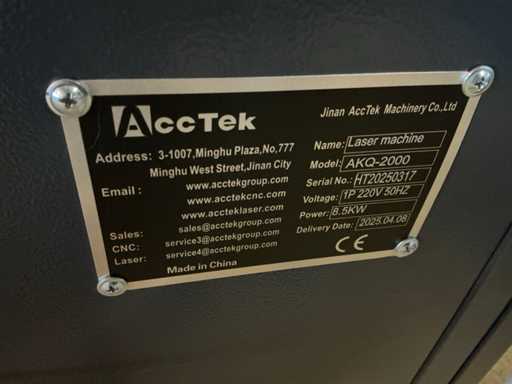 AccTek
Jinan AccTek Machinery Co.,Ltd
Address: 3-1007,Minghu Plaza,No,777
Minghu West Street,Jinan City
Email: www.acctekgroup.com
www.acctekcnc.com
www.accteklaser.com
Sales: sales@acctekgroup.com
CNC: service3@acctekgroup.com
Laser: service4@acctekgroup.com
Made in China
Name: Laser machine
Model: AKQ-2000
Serial No.: HT20250317
Voltage: 1P 220V 50HZ
Power: 8.5KW
Delivery Date: 2025.04.08
CE